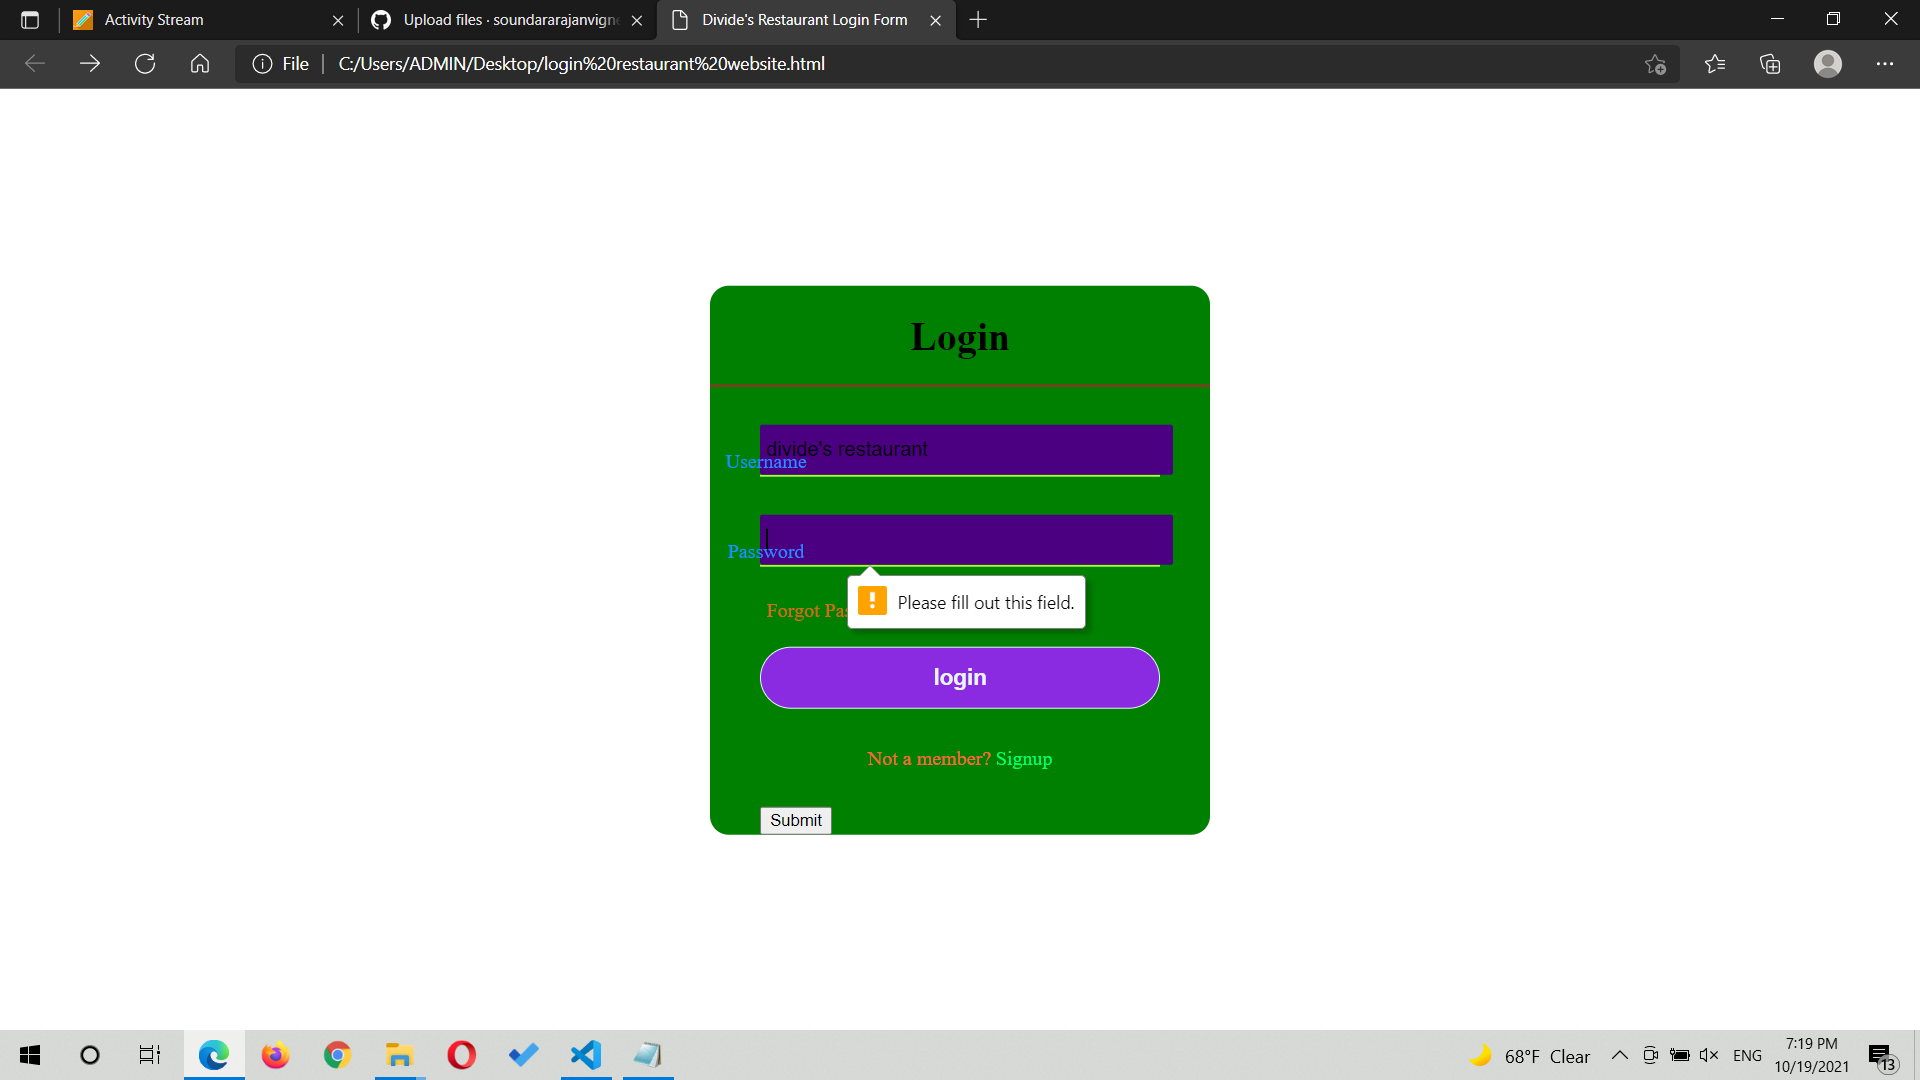 Activity Stream
Upload files · soundararajanvign
Divide's Restaurant Login Form
File
C:/Users/ADMIN/Desktop/login%20restaurant%20website.html
Login
divide's restaurant
Username
Password
Please fill out this field.
Forgot Pas
login
Not a member? Signup
Submit
68°F Clear
ENG
7:19 PM
10/19/2021
13